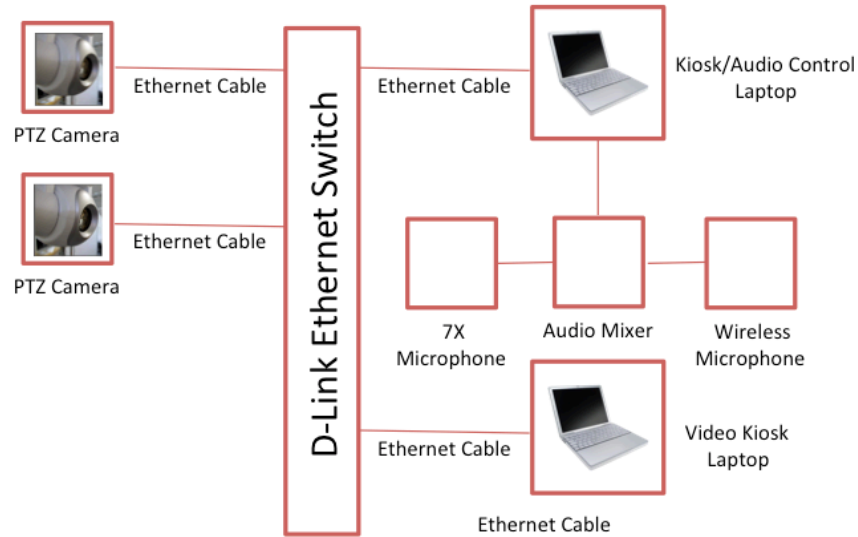 Ethernet Cable
PTZ Camera
Ethernet Cable
PTZ Camera
D-Link Ethernet Switch
Ethernet Cable
Kiosk/Audio Control
Laptop
7X
Microphone
Audio Mixer
Wireless
Microphone
Ethernet Cable
Video Kiosk
Laptop
Ethernet Cable